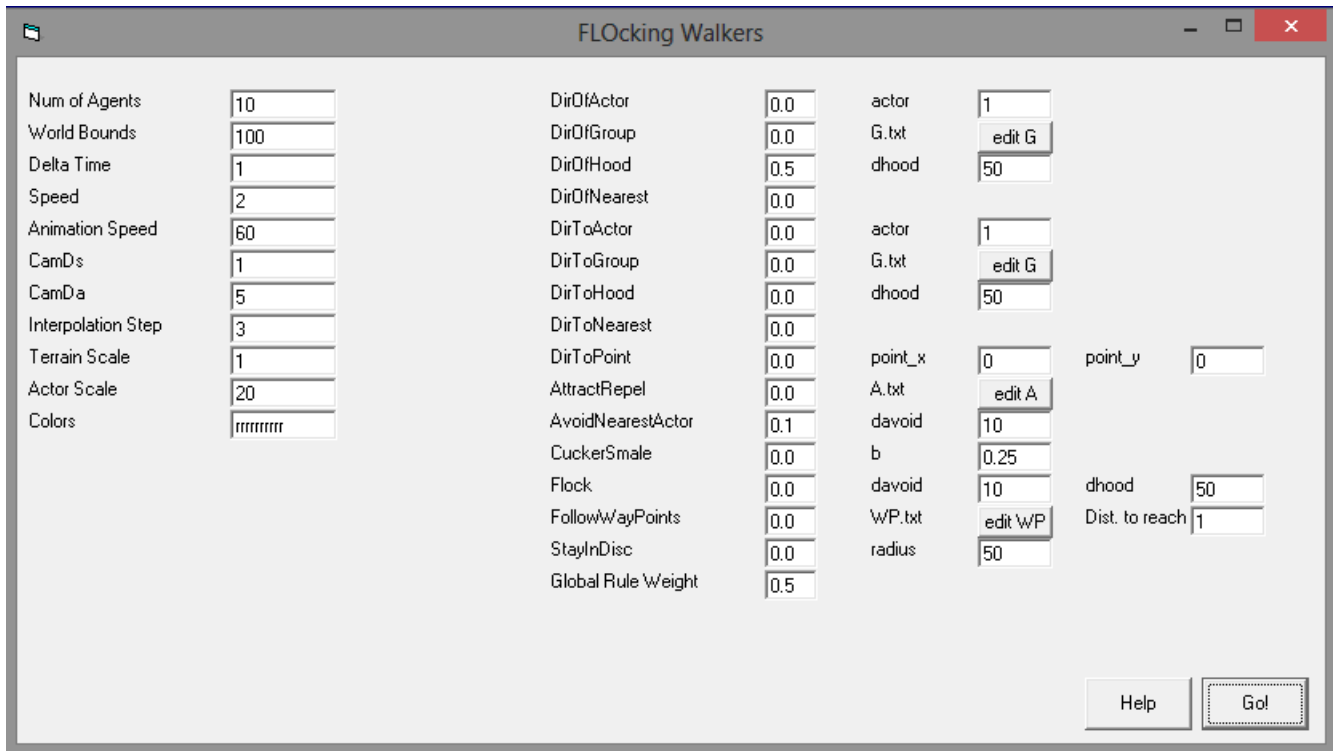 FLOcking Walkers
Num of Agents 10 DirOfActor 0.0 actor 1
World Bounds 100 DirOfGroup 0.0 G.txt edit G
Delta Time 1 DirOfHood 0.5 dhood 50
Speed 2 DirOfNearest 0.0
Animation Speed 60 DirToActor 0.0 actor 1
CamDs 1 DirToGroup 0.0 G.txt edit G
CamDa 5 DirToHood 0.0 dhood 50
Interpolation Step 3 DirToNearest 0.0
Terrain Scale 1 DirToPoint 0.0 point_x 0 point_y 0
Actor Scale 20 AttractRepel 0.0 A.txt edit A
Colors rrrrrrrrrr AvoidNearestActor 0.1 davoid 10
CuckerSmale 0.0 b 0.25
Flock 0.0 davoid 10 dhood 50
FollowWayPoints 0.0 WP.txt edit WP Dist. to reach 1
StayInDisc 0.0 radius 50
Global Rule Weight 0.5
Help Go!